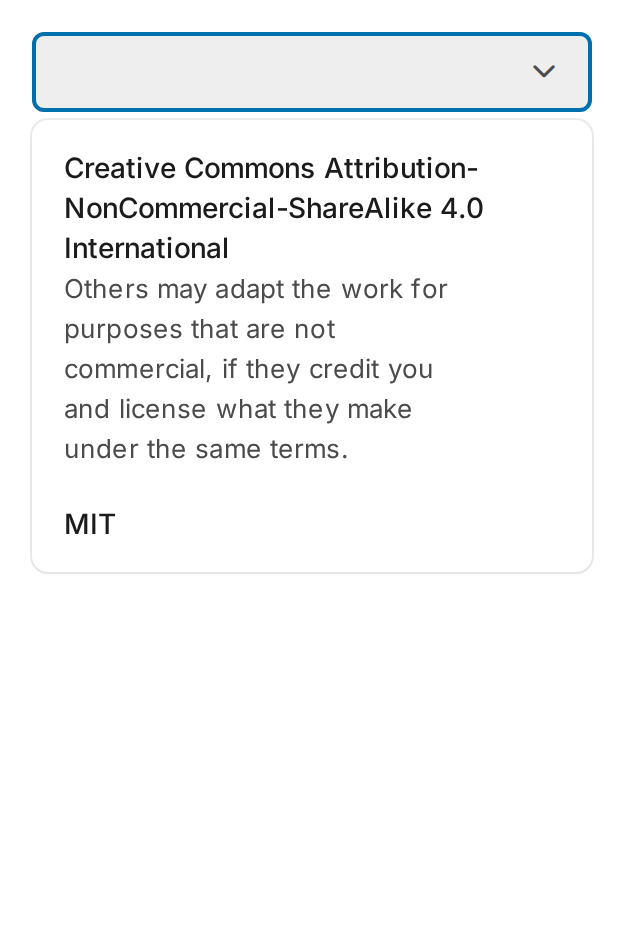 Creative Commons Attribution-
NonCommercial-ShareAlike 4.0
International
Others may adapt the work for
purposes that are not
commercial, if they credit you
and license what they make
under the same terms.
MIT